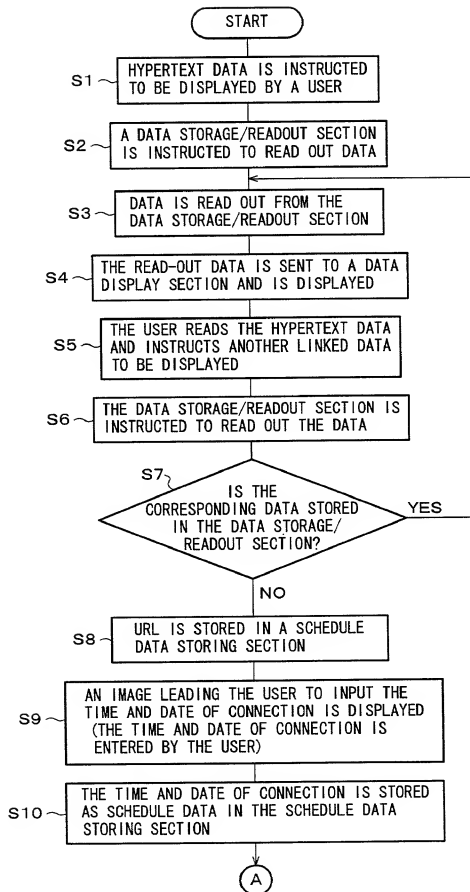 START
S1
HYPERTEXT DATA IS INSTRUCTED
TO BE DISPLAYED BY A USER
S2
A DATA STORAGE/READOUT SECTION
IS INSTRUCTED TO READ OUT DATA
S3
DATA IS READ OUT FROM THE
DATA STORAGE/READOUT SECTION
S4
THE READ-OUT DATA IS SENT TO A DATA
DISPLAY SECTION AND IS DISPLAYED
S5
THE USER READS THE HYPERTEXT DATA
AND INSTRUCTS ANOTHER LINKED DATA
TO BE DISPLAYED
S6
THE DATA STORAGE/READOUT SECTION IS
INSTRUCTED TO READ OUT THE DATA
S7
IS THE
CORRESPONDING DATA STORED
IN THE DATA STORAGE/
READOUT SECTION?
YES
NO
S8
URL IS STORED IN A SCHEDULE
DATA STORING SECTION
S9
AN IMAGE LEADING THE USER TO INPUT THE
TIME AND DATE OF CONNECTION IS DISPLAYED
(THE TIME AND DATE OF CONNECTION IS
ENTERED BY THE USER)
S10
THE TIME AND DATE OF CONNECTION IS STORED
AS SCHEDULE DATA IN THE SCHEDULE DATA
STORING SECTION
A